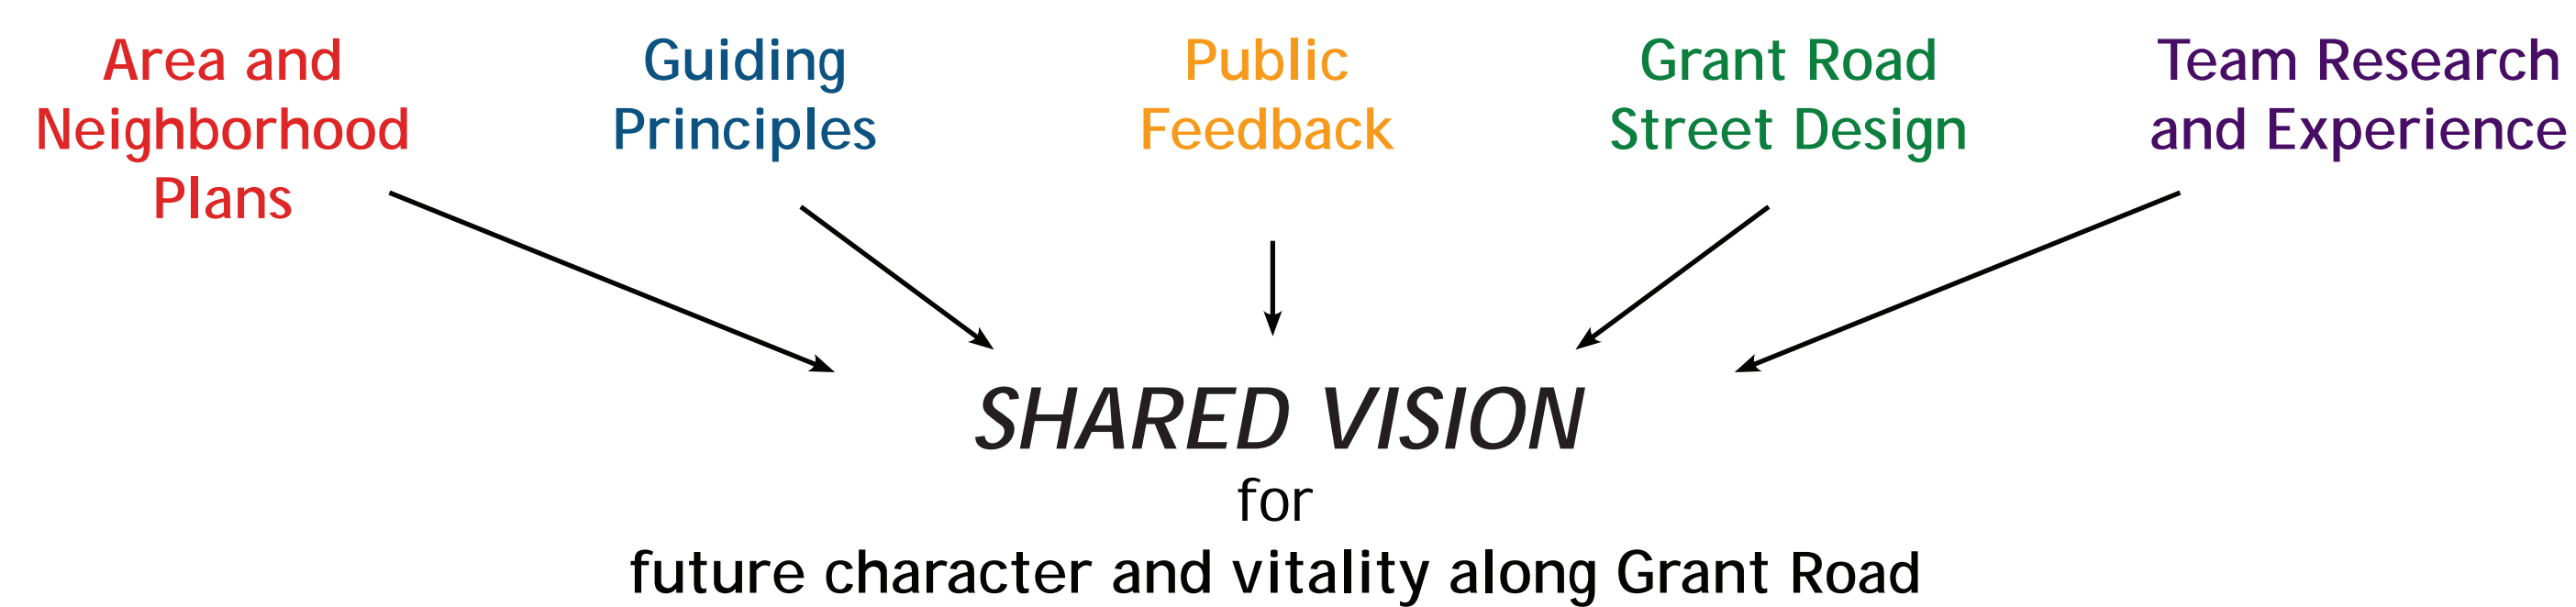 Area and
Neighborhood
Plans
Guiding
Principles
Public
Feedback
Grant Road
Street Design
Team Research
and Experience
SHARED VISION
for
future character and vitality along Grant Road